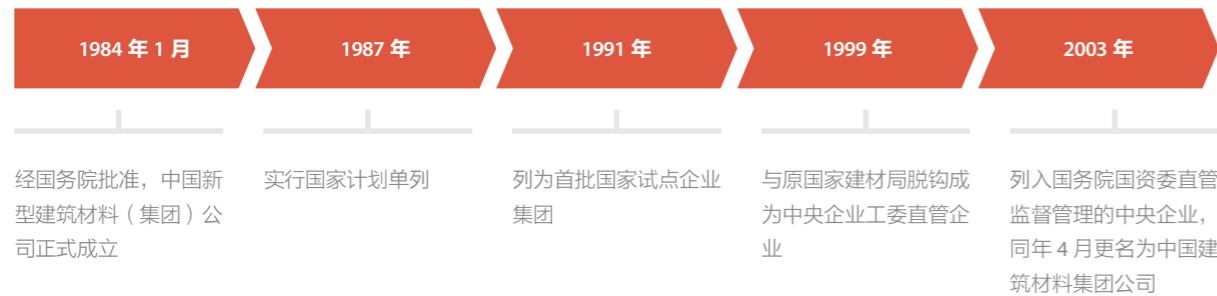 1984 年 1 月
1987 年
1991 年
1999 年
2003 年
经国务院批准，中国新
型建筑材料（集团）公
司正式成立
实行国家计划单列
列为首批国家试点企业
集团
与原国家建材局脱钩成
为中央企业工委直管企
业
列入国务院国资委直管
监督管理的中央企业，
同年 4 月更名为中国建
筑材料集团公司